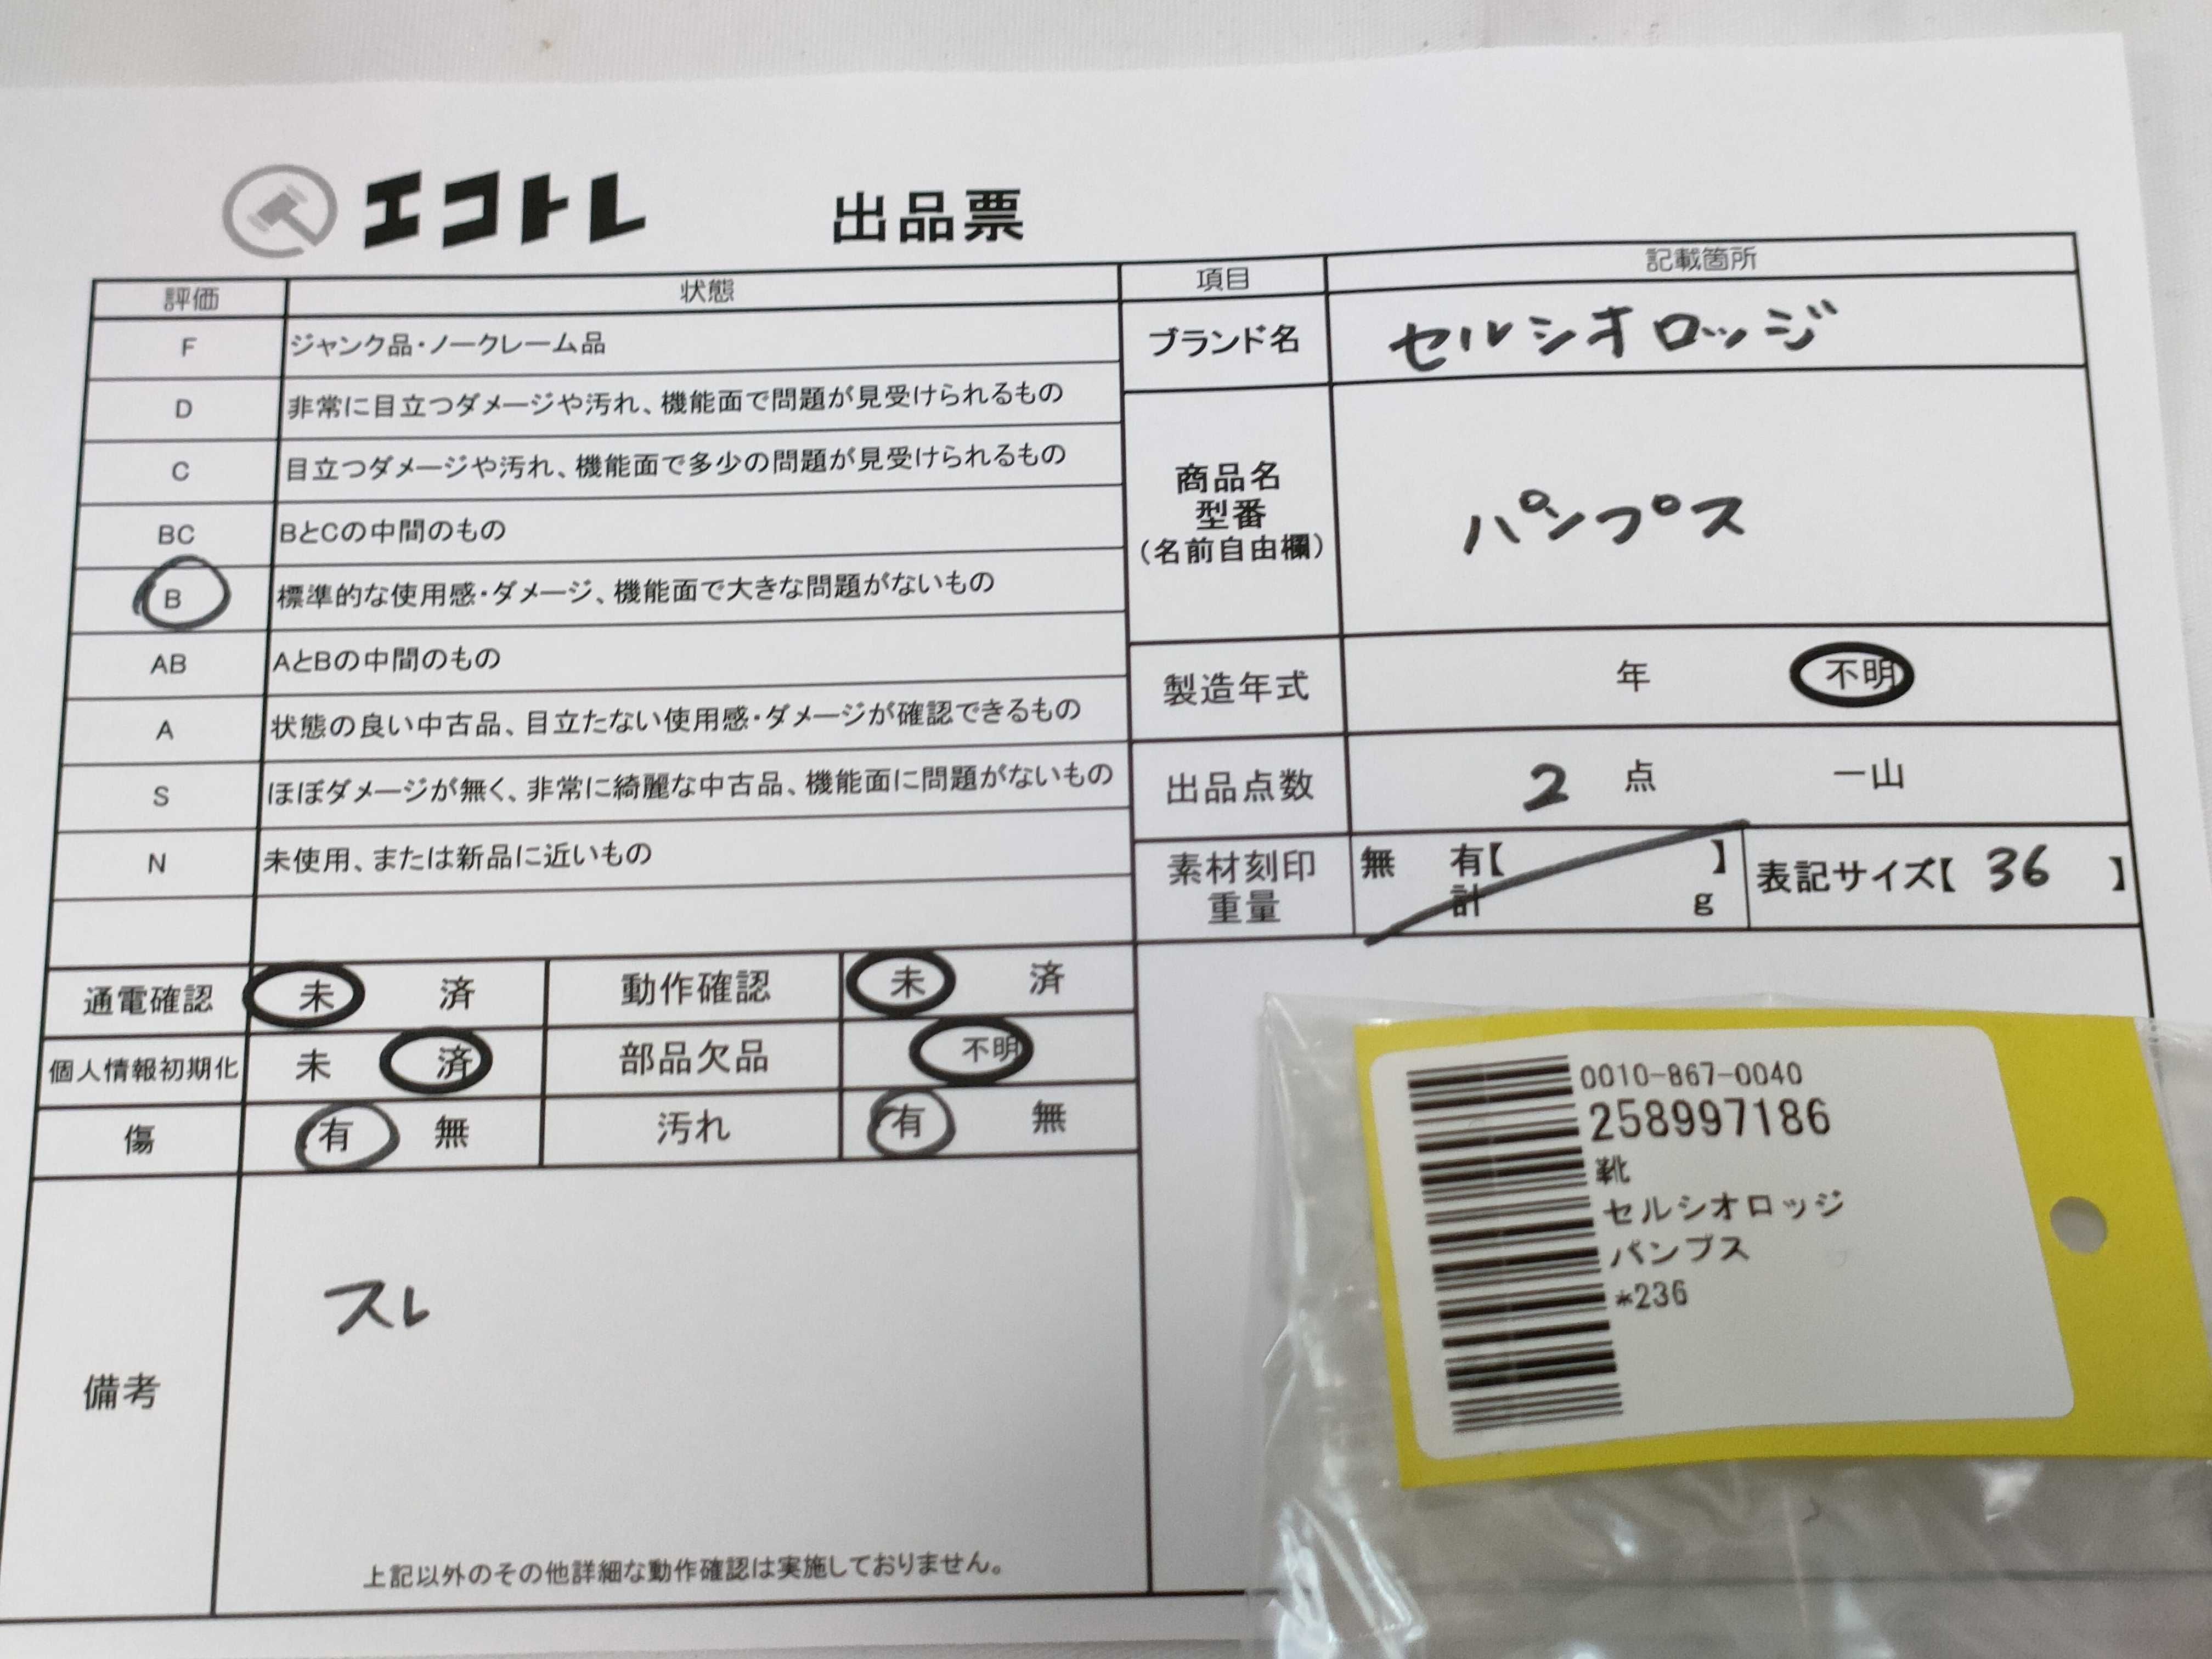 エコトレ 出品票
評価 状態
F ジャンク品・ノークレーム品
D 非常に目立つダメージや汚れ、機能面で問題が見受けられるもの
C 目立つダメージや汚れ、機能面で多少の問題が見受けられるもの
BC BとCの中間のもの
B 標準的な使用感・ダメージ、機能面で大きな問題がないもの
AB AとBの中間のもの
A 状態の良い中古品、目立たない使用感・ダメージが確認できるもの
S ほぼダメージが無く、非常に綺麗な中古品、機能面に問題がないもの
N 未使用、または新品に近いもの
通電確認 未 済 動作確認 未 済
個人情報初期化 未 済 部品欠品 不明
傷 有 無 汚れ 有 無
備考 スレ
上記以外のその他詳細な動作確認は実施しておりません。
項目 記載箇所
ブランド名 セルシオロッジ
商品名
型番
(名前自由欄)
パンプス
製造年式 年 不明
出品点数 2 点 一山
素材刻印 無 有【 】
重量 計 g
表記サイズ【 36 】
0010-867-0040
258997186
靴
セルシオロッジ
パンプス
*236